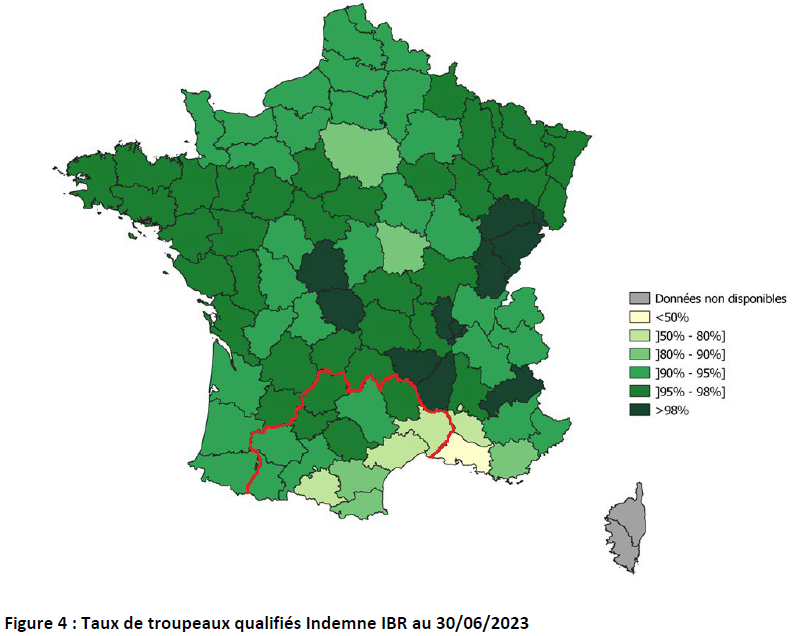 Données non disponibles
<50%
]50% - 80%]
]80% - 90%]
]90% - 95%]
]95% - 98%]
>98%
Figure 4 : Taux de troupeaux qualifiés Indemne IBR au 30/06/2023